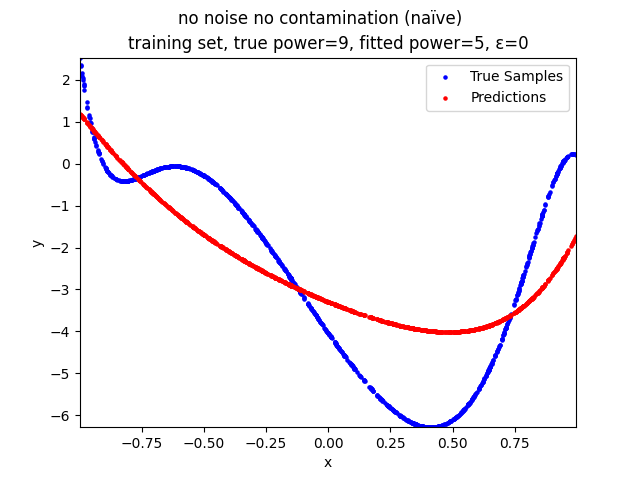 no noise no contamination (naïve)
training set, true power=9, fitted power=5, ε=0
True Samples
Predictions
2
1
0
−1
−2
−3
−4
−5
−6
y
−0.75 −0.50 −0.25 0.00 0.25 0.50 0.75
x